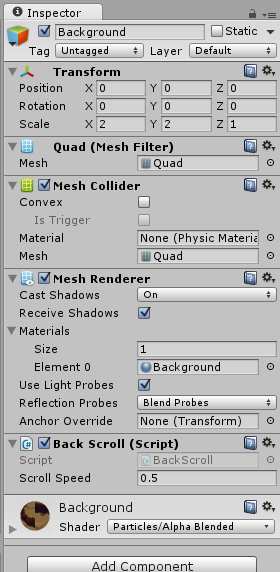 Inspector
Background Static
Tag Untagged Layer Default
Transform
Position X 0 Y 0 Z 0
Rotation X 0 Y 0 Z 0
Scale X 2 Y 2 Z 1
Quad (Mesh Filter)
Mesh Quad
Mesh Collider
Convex
Is Trigger
Material None (Physic Materia
Mesh Quad
Mesh Renderer
Cast Shadows On
Receive Shadows
Materials
Size 1
Element 0 Background
Use Light Probes
Reflection Probes Blend Probes
Anchor Override None (Transform)
Back Scroll (Script)
Script BackScroll
Scroll Speed 0.5
Background
Shader Particles/Alpha Blended
Add Component